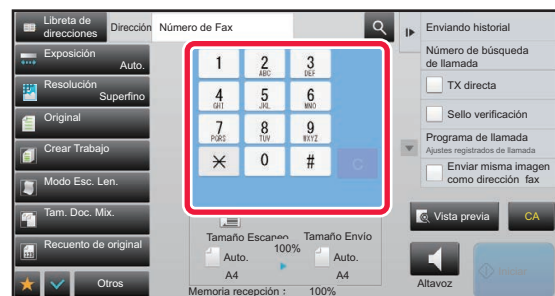 Libreta de
direcciones
Dirección
Número de Fax
Exposición
Auto.
Resolución
Superfino
Original
Crear Trabajo
Modo Esc. Len.
Tam. Doc. Mix.
Recuento de original
Otros
1
2
ABC
3
DEF
4
GHI
5
JKL
6
MNO
7
PQRS
8
TUV
9
WXYZ
0
#
C
Tamaño Escaneo
Tamaño Envío
100%
Auto.
A4
Auto.
A4
Memoria recepción :
100%
Enviando historial
Número de búsqueda
de llamada
TX directa
Sello verificación
Programa de llamada
Ajustes registrados de llamada
Enviar misma imagen
como dirección fax
Vista previa
CA
Altavoz
Iniciar